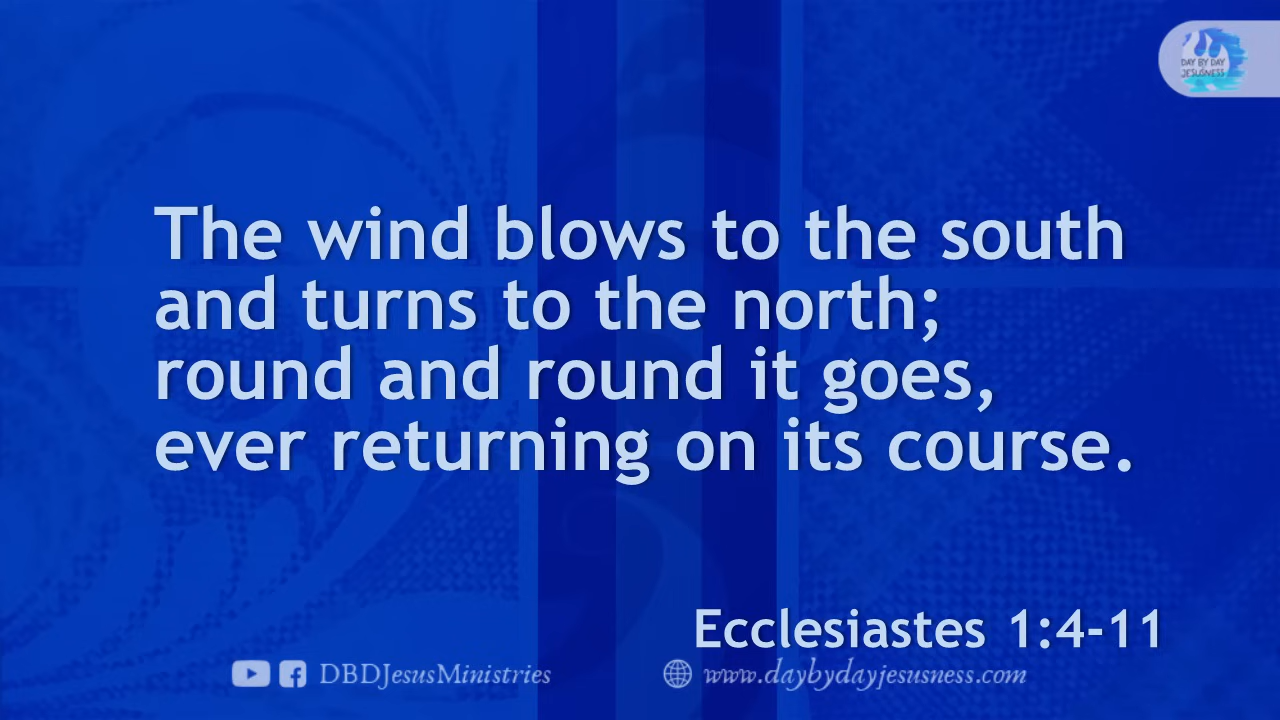 DAY BY DAY
JESUSNESS
The wind blows to the south
and turns to the north;
round and round it goes,
ever returning on its course.
Ecclesiastes 1:4-11
DBDJesusMinistries
www.daybydayjesusness.com